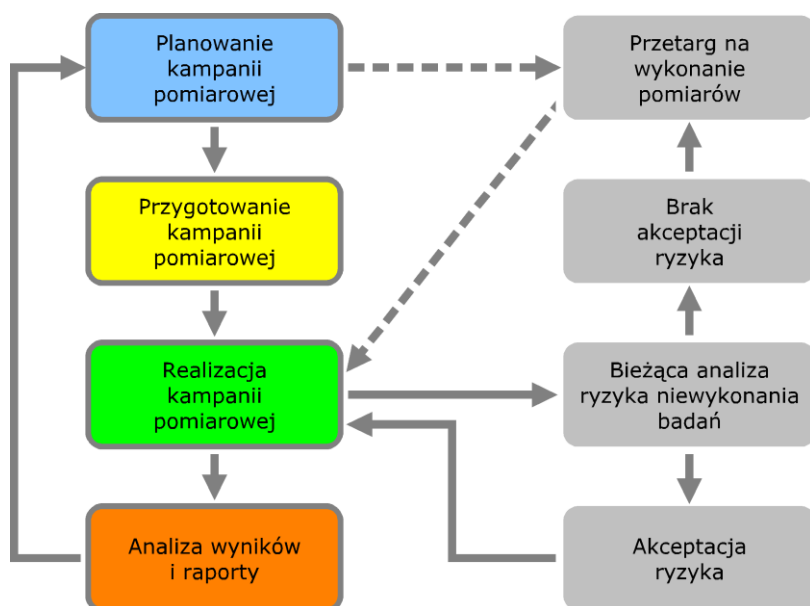 Planowanie
kampanii
pomiarowej
Przetarg na
wykonanie
pomiarów
Przygotowanie
kampanii
pomiarowej
Brak
akceptacji
ryzyka
Realizacja
kampanii
pomiarowej
Bieżąca analiza
ryzyka niewykonania
badań
Analiza wyników
i raporty
Akceptacja
ryzyka